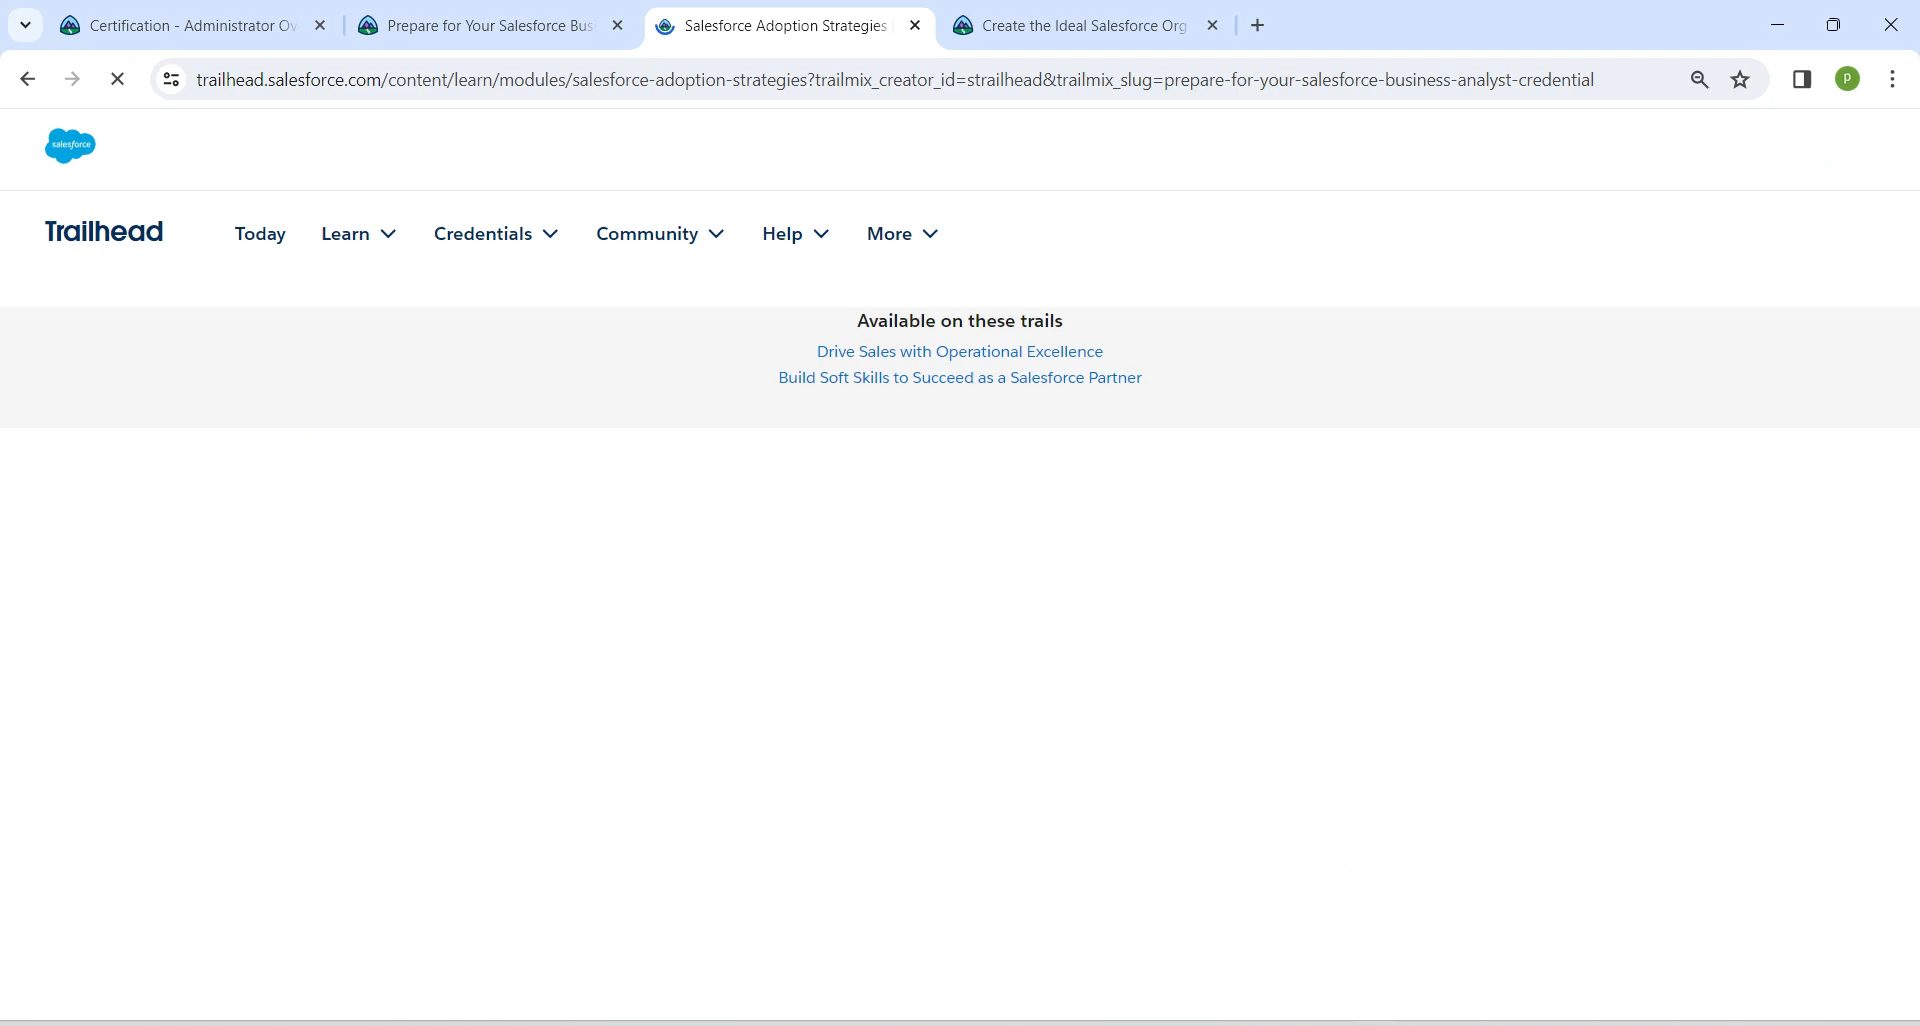 Certification - Administrator Ov
Prepare for Your Salesforce Bus
Salesforce Adoption Strategies
Create the Ideal Salesforce Org
trailhead.salesforce.com/content/learn/modules/salesforce-adoption-strategies?trailmix_creator_id=strailhead&trailmix_slug=prepare-for-your-salesforce-business-analyst-credential
P
salesforce
Trailhead
Today
Learn
Credentials
Community
Help
More
Available on these trails
Drive Sales with Operational Excellence
Build Soft Skills to Succeed as a Salesforce Partner